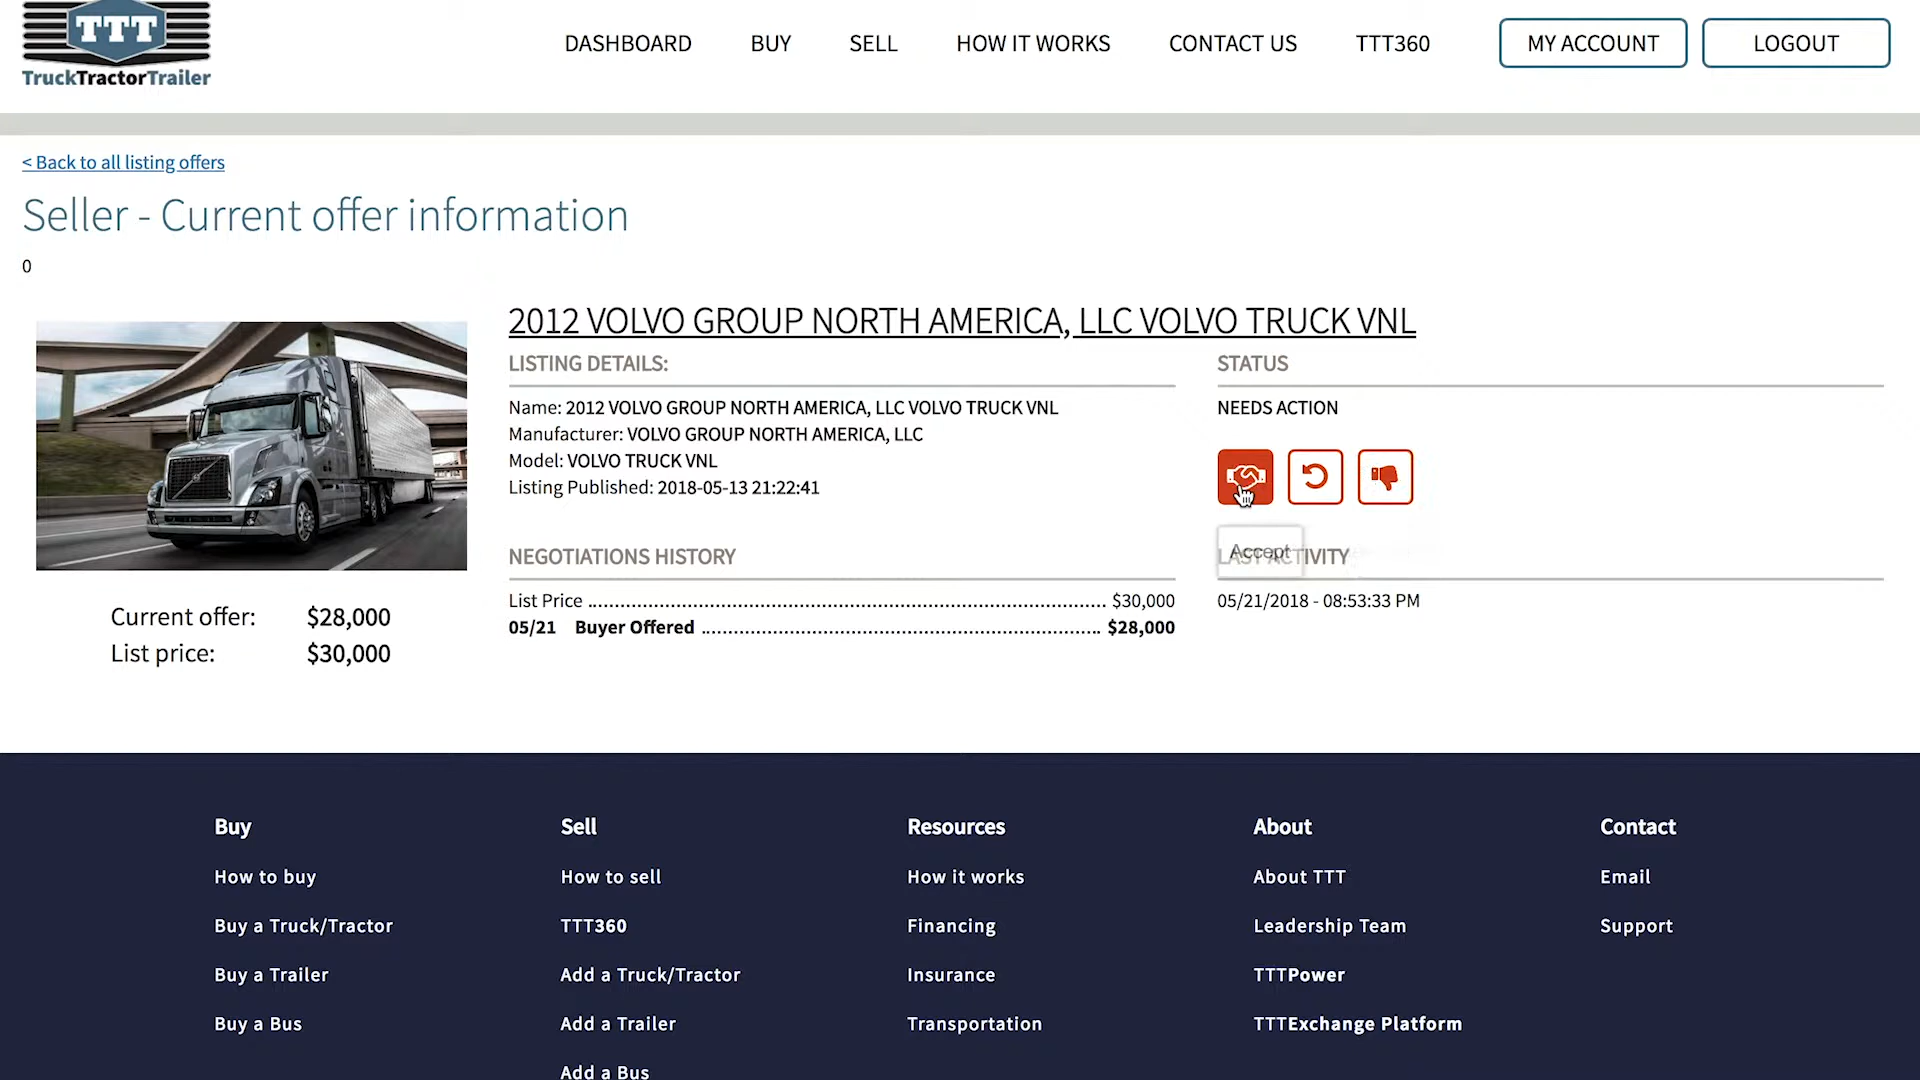 TTT
TruckTractorTrailer
DASHBOARD
BUY
SELL
HOW IT WORKS
CONTACT US
TTT360
MY ACCOUNT
LOGOUT
< Back to all listing offers
Seller - Current offer information
0
2012 VOLVO GROUP NORTH AMERICA, LLC VOLVO TRUCK VNL
LISTING DETAILS:
Name: 2012 VOLVO GROUP NORTH AMERICA, LLC VOLVO TRUCK VNL
Manufacturer: VOLVO GROUP NORTH AMERICA, LLC
Model: VOLVO TRUCK VNL
Listing Published: 2018-05-13 21:22:41
STATUS
NEEDS ACTION
Accept
NEGOTIATIONS HISTORY
List Price $30,000
05/21 Buyer Offered $28,000
LAST ACTIVITY
05/21/2018 - 08:53:33 PM
Current offer: $28,000
List price: $30,000
Buy
How to buy
Buy a Truck/Tractor
Buy a Trailer
Buy a Bus
Sell
How to sell
TTT360
Add a Truck/Tractor
Add a Trailer
Add a Bus
Resources
How it works
Financing
Insurance
Transportation
About
About TTT
Leadership Team
TTTPower
TTTExchange Platform
Contact
Email
Support